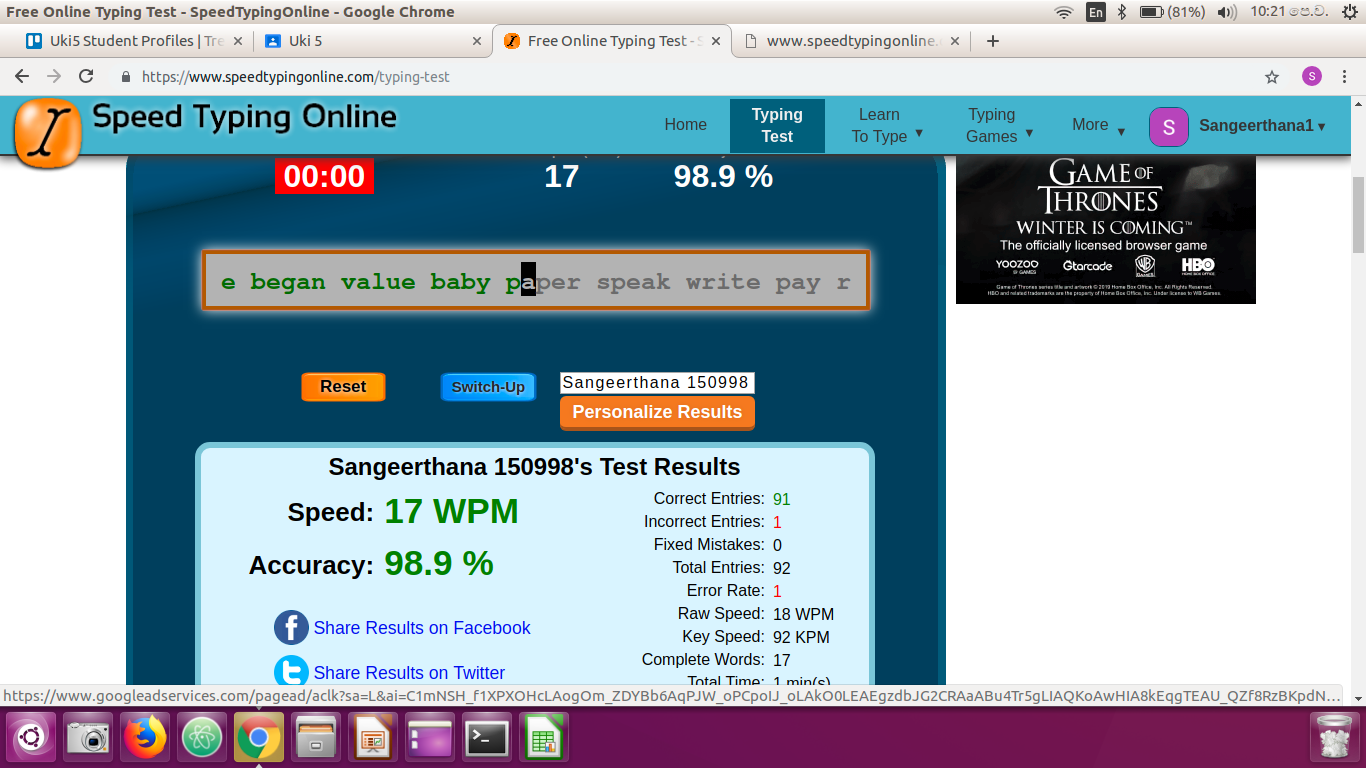 Free Online Typing Test - SpeedTypingOnline - Google Chrome
En (81%) 10:21 පෙ.ව.
Uki5 Student Profiles | Tre
Uki 5
Free Online Typing Test - S
www.speedtypingonline.
https://www.speedtypingonline.com/typing-test
S
Speed Typing Online
Home
Typing Test
Learn To Type ▼
Typing Games ▼
More ▼
S Sangeerthana1 ▾
00:00 17 98.9 %
GAME OF THRONES
WINTER IS COMING™
The officially licensed browser game
YOOZOO GAMES Gtarcade WB HBO
Game of Thrones series title and artwork © 2019 Home Box Office, Inc. All Rights Reserved.
HBO and related trademarks are the property of Home Box Office, Inc. Under license to WB Games.
e began value baby paper speak write pay r
Reset Switch-Up Sangeerthana 150998
Personalize Results
Sangeerthana 150998's Test Results
Speed: 17 WPM
Accuracy: 98.9 %
f Share Results on Facebook
Share Results on Twitter
Correct Entries: 91
Incorrect Entries: 1
Fixed Mistakes: 0
Total Entries: 92
Error Rate: 1
Raw Speed: 18 WPM
Key Speed: 92 KPM
Complete Words: 17
Total Time: 1 min(s)
https://www.googleadservices.com/pagead/aclk?sa=L&ai=C1mNSH_f1XPXOHcLAogOm_ZDYBb6AqPJW_oPCpoIJ_oLAkO0LEAEgzdbJG2CRAaABu4Tr5gLIAQKoAwHIA8kEqgTEAU_QZf8RzBKpdN...